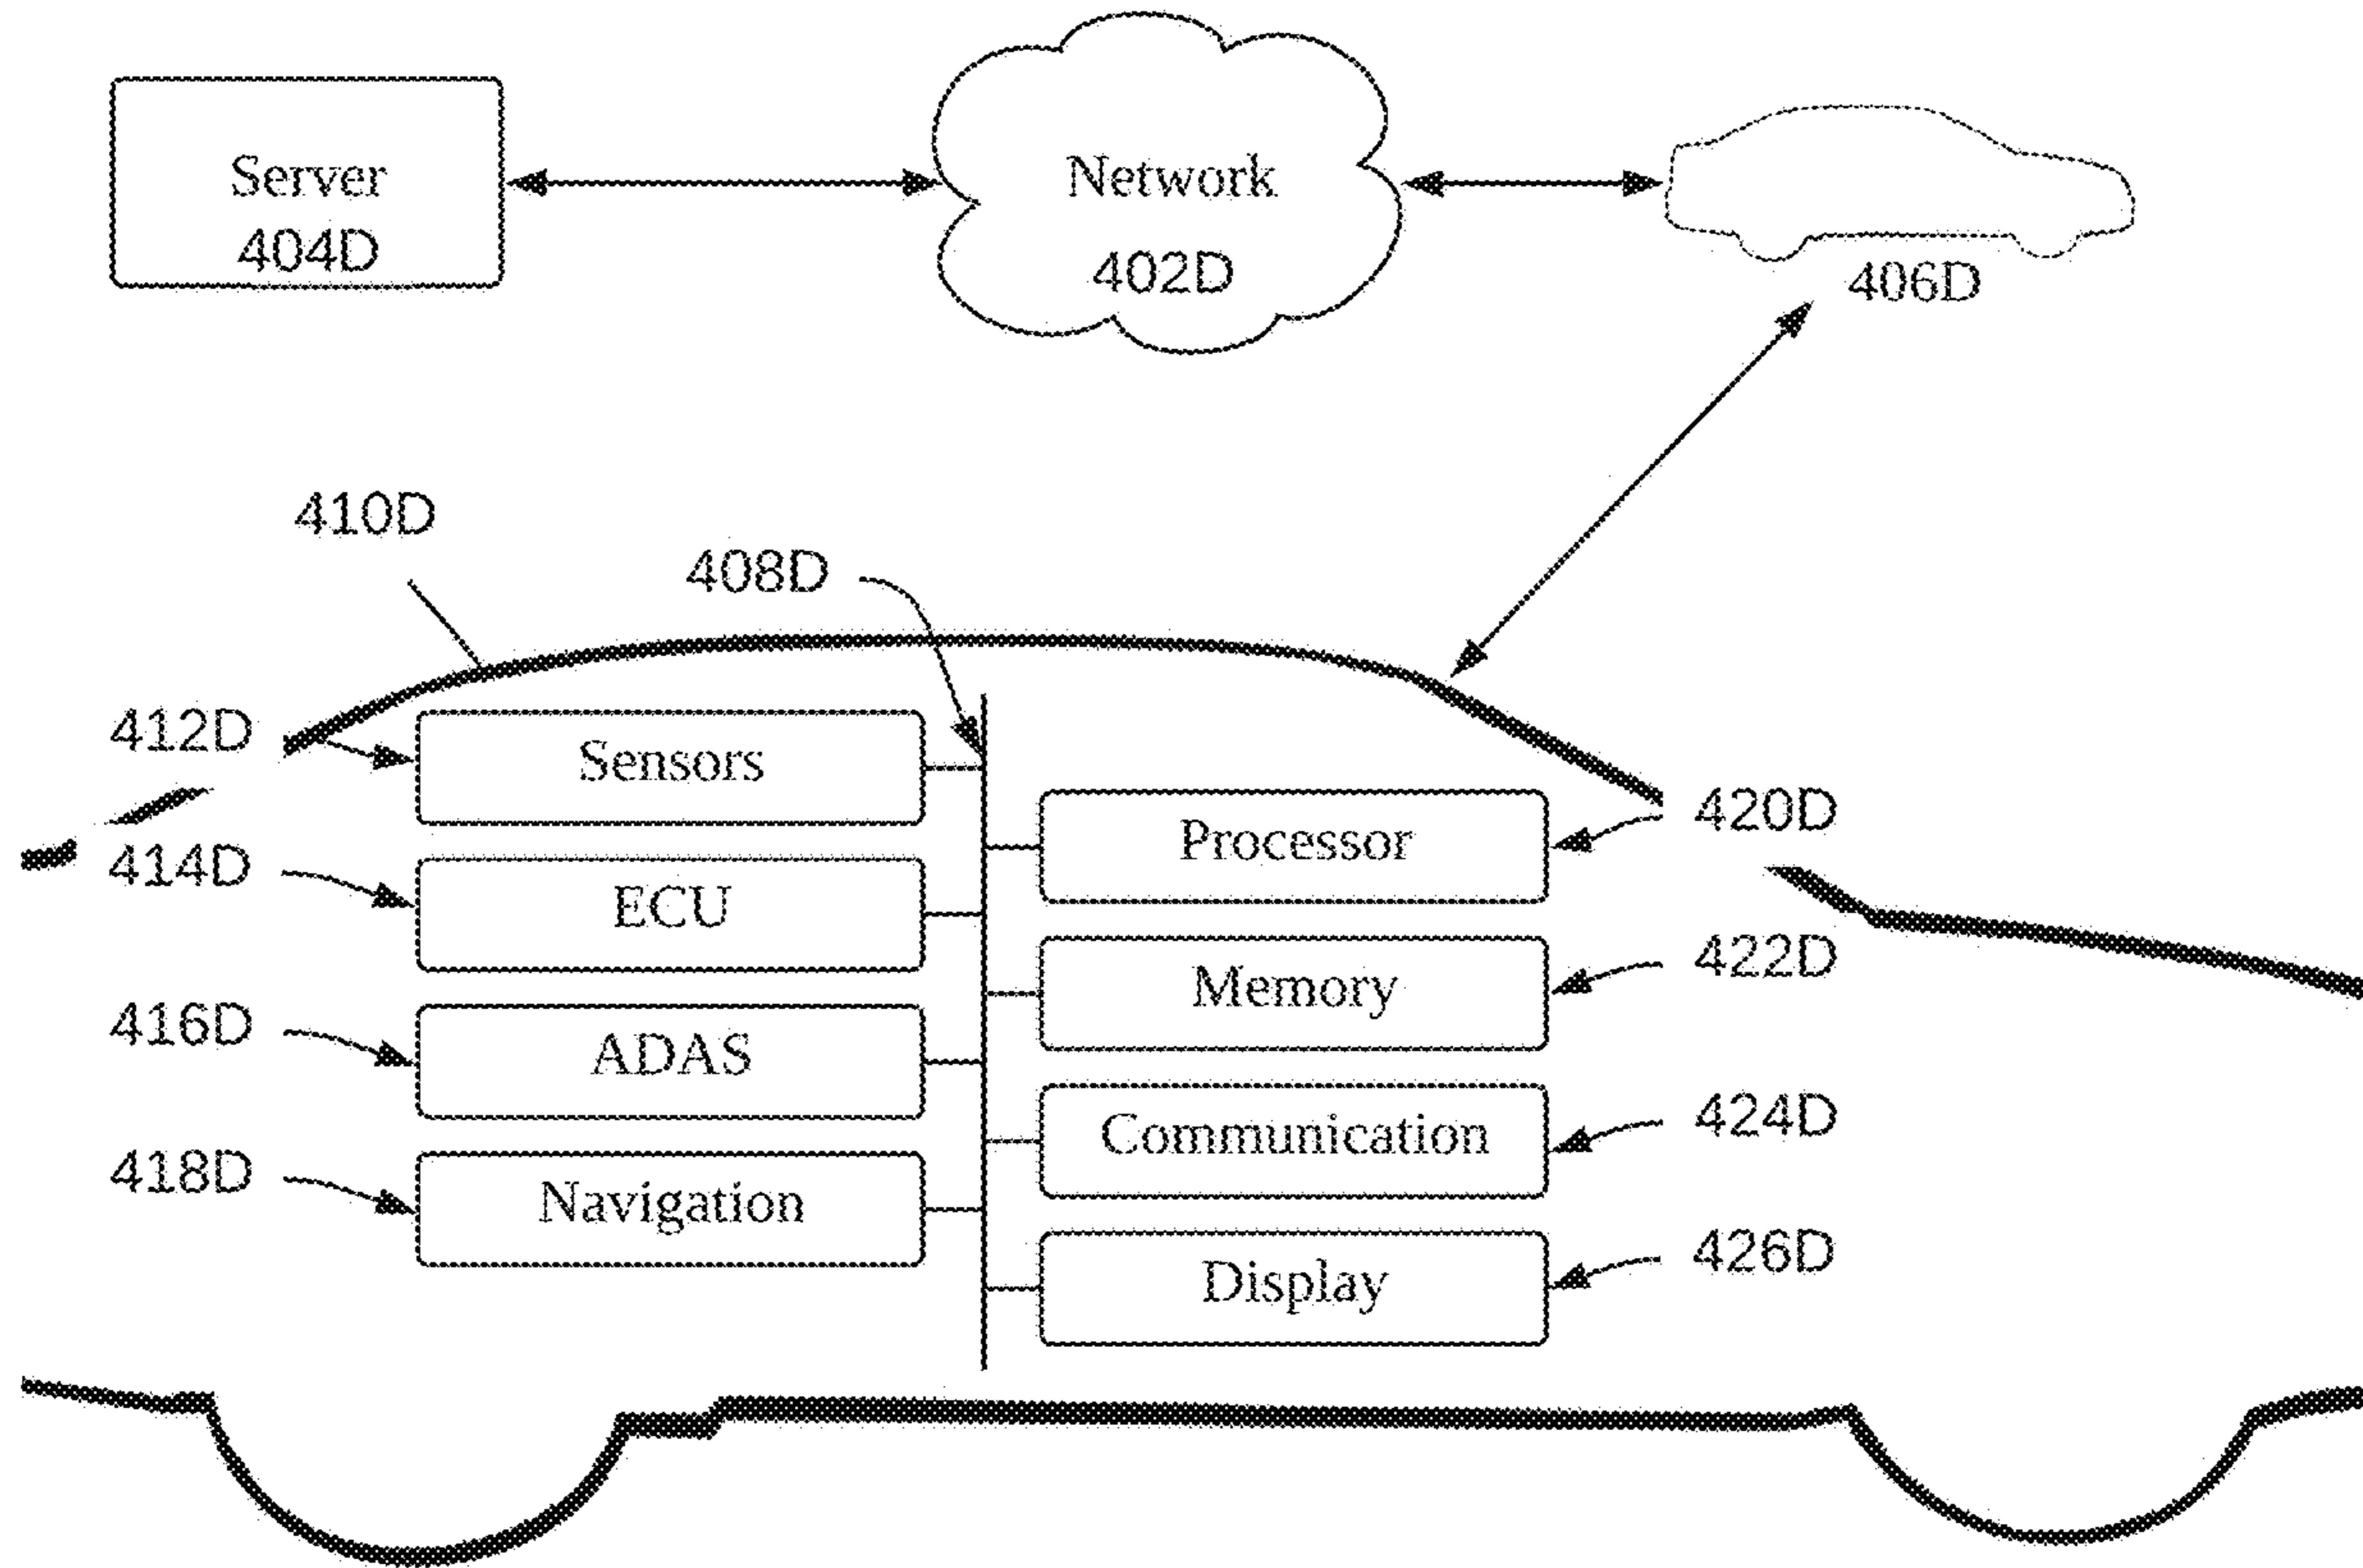 Server
404D
Network
402D
406D
410D
408D
412D
Sensors
Processor
420D
414D
ECU
Memory
422D
416D
ADAS
Communication
424D
418D
Navigation
Display
426D